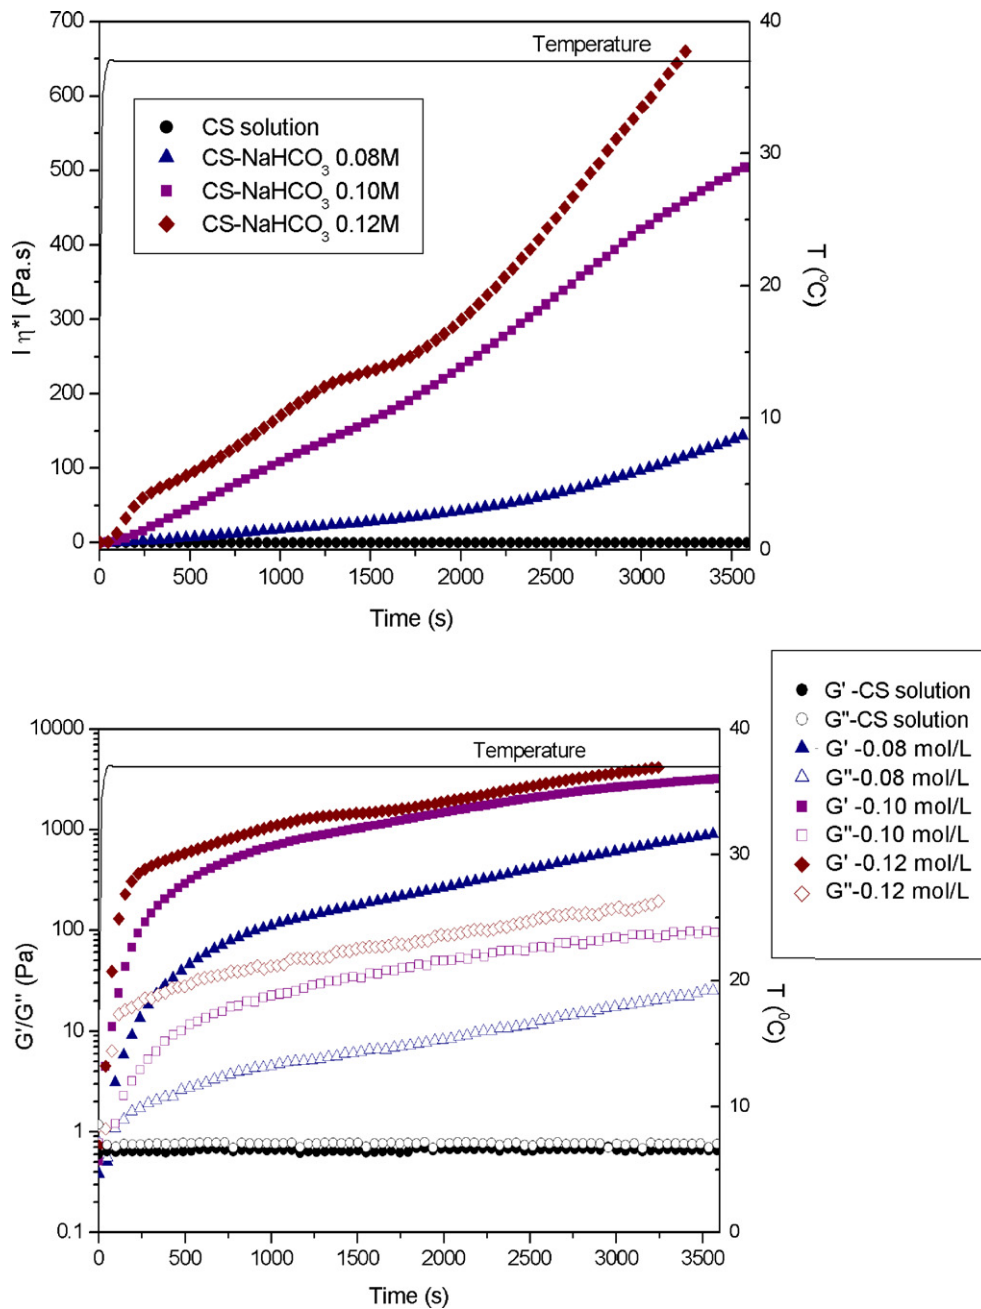 700
600
500
400
300
200
100
0
| η*| (Pa.s)
40
30
20
10
0
T (⁰C)
Temperature
CS solution
CS-NaHCO₃ 0.08M
CS-NaHCO₃ 0.10M
CS-NaHCO₃ 0.12M
0 500 1000 1500 2000 2500 3000 3500
Time (s)
G' -CS solution
G"-CS solution
G' -0.08 mol/L
G"-0.08 mol/L
G' -0.10 mol/L
G"-0.10 mol/L
G' -0.12 mol/L
G"-0.12 mol/L
10000
1000
100
10
1
0.1
G'/G" (Pa)
40
30
20
10
0
T (⁰C)
Temperature
0 500 1000 1500 2000 2500 3000 3500
Time (s)